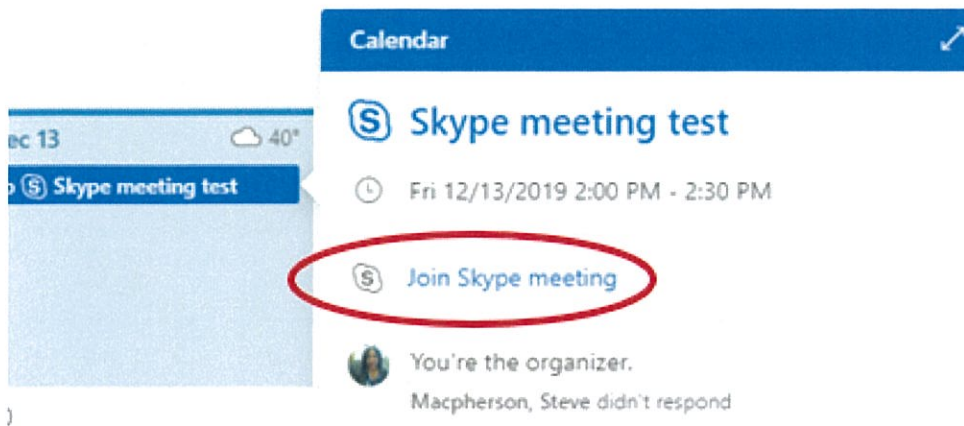 Calendar
ec 13
40°
Skype meeting test
Skype meeting test
Fri 12/13/2019 2:00 PM - 2:30 PM
Join Skype meeting
You're the organizer.
Macpherson, Steve didn't respond